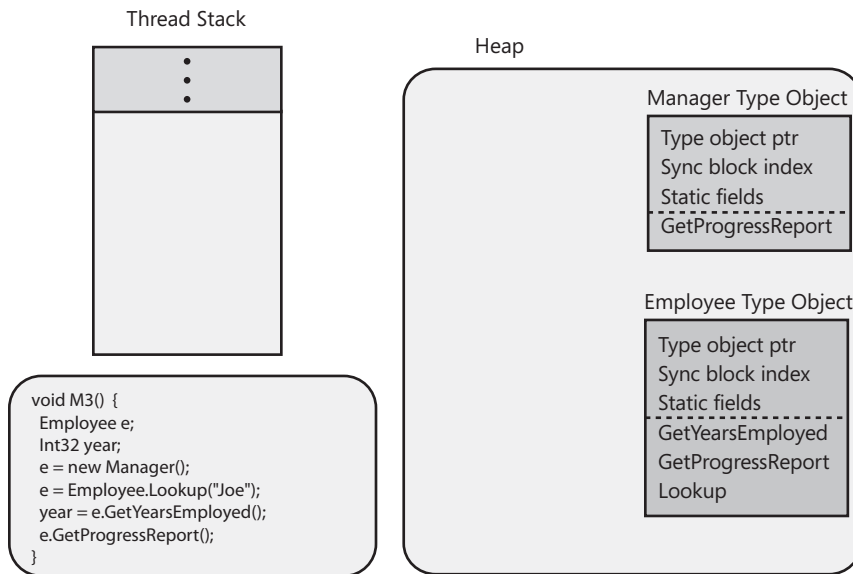 Thread Stack
Heap
Manager Type Object
Type object ptr
Sync block index
Static fields
GetProgressReport
Employee Type Object
Type object ptr
Sync block index
Static fields
GetYearsEmployed
GetProgressReport
Lookup
void M3() {
Employee e;
Int32 year;
e = new Manager();
e = Employee.Lookup("Joe");
year = e.GetYearsEmployed();
e.GetProgressReport();
}